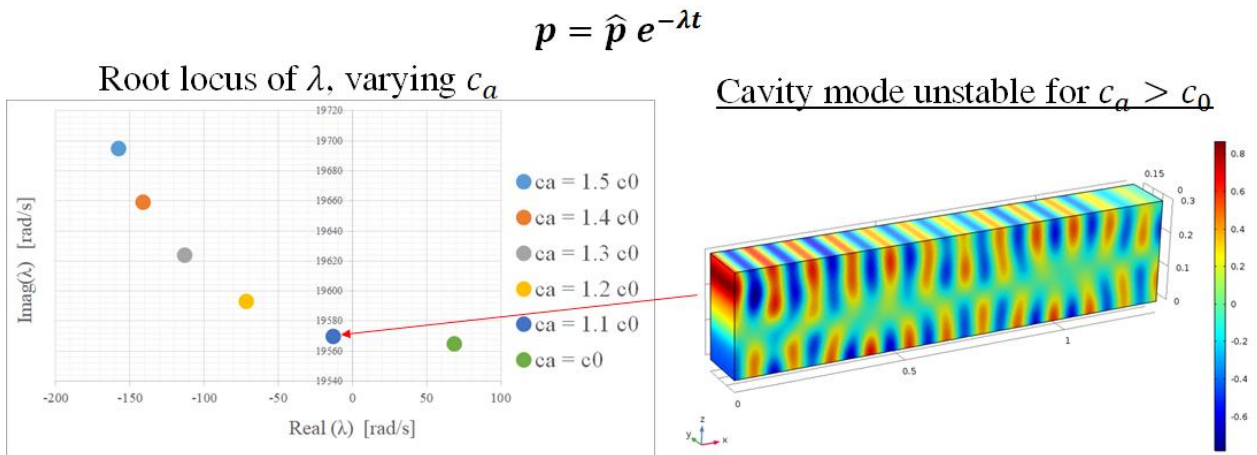 p = p̂ e^{-λt}
Root locus of λ, varying c_a
Cavity mode unstable for c_a > c_0
19720
19700
19680
19660
19640
19620
19600
19580
19560
19540
-200
-150
-100
-50
0
50
100
Imag(λ) [rad/s]
Real (λ) [rad/s]
ca = 1.5 c0
ca = 1.4 c0
ca = 1.3 c0
ca = 1.2 c0
ca = 1.1 c0
ca = c0
0.15
0
0.3
0.2
0.1
0
1
0.5
0
z
y
x
0.8
0.6
0.4
0.2
0
-0.2
-0.4
-0.6